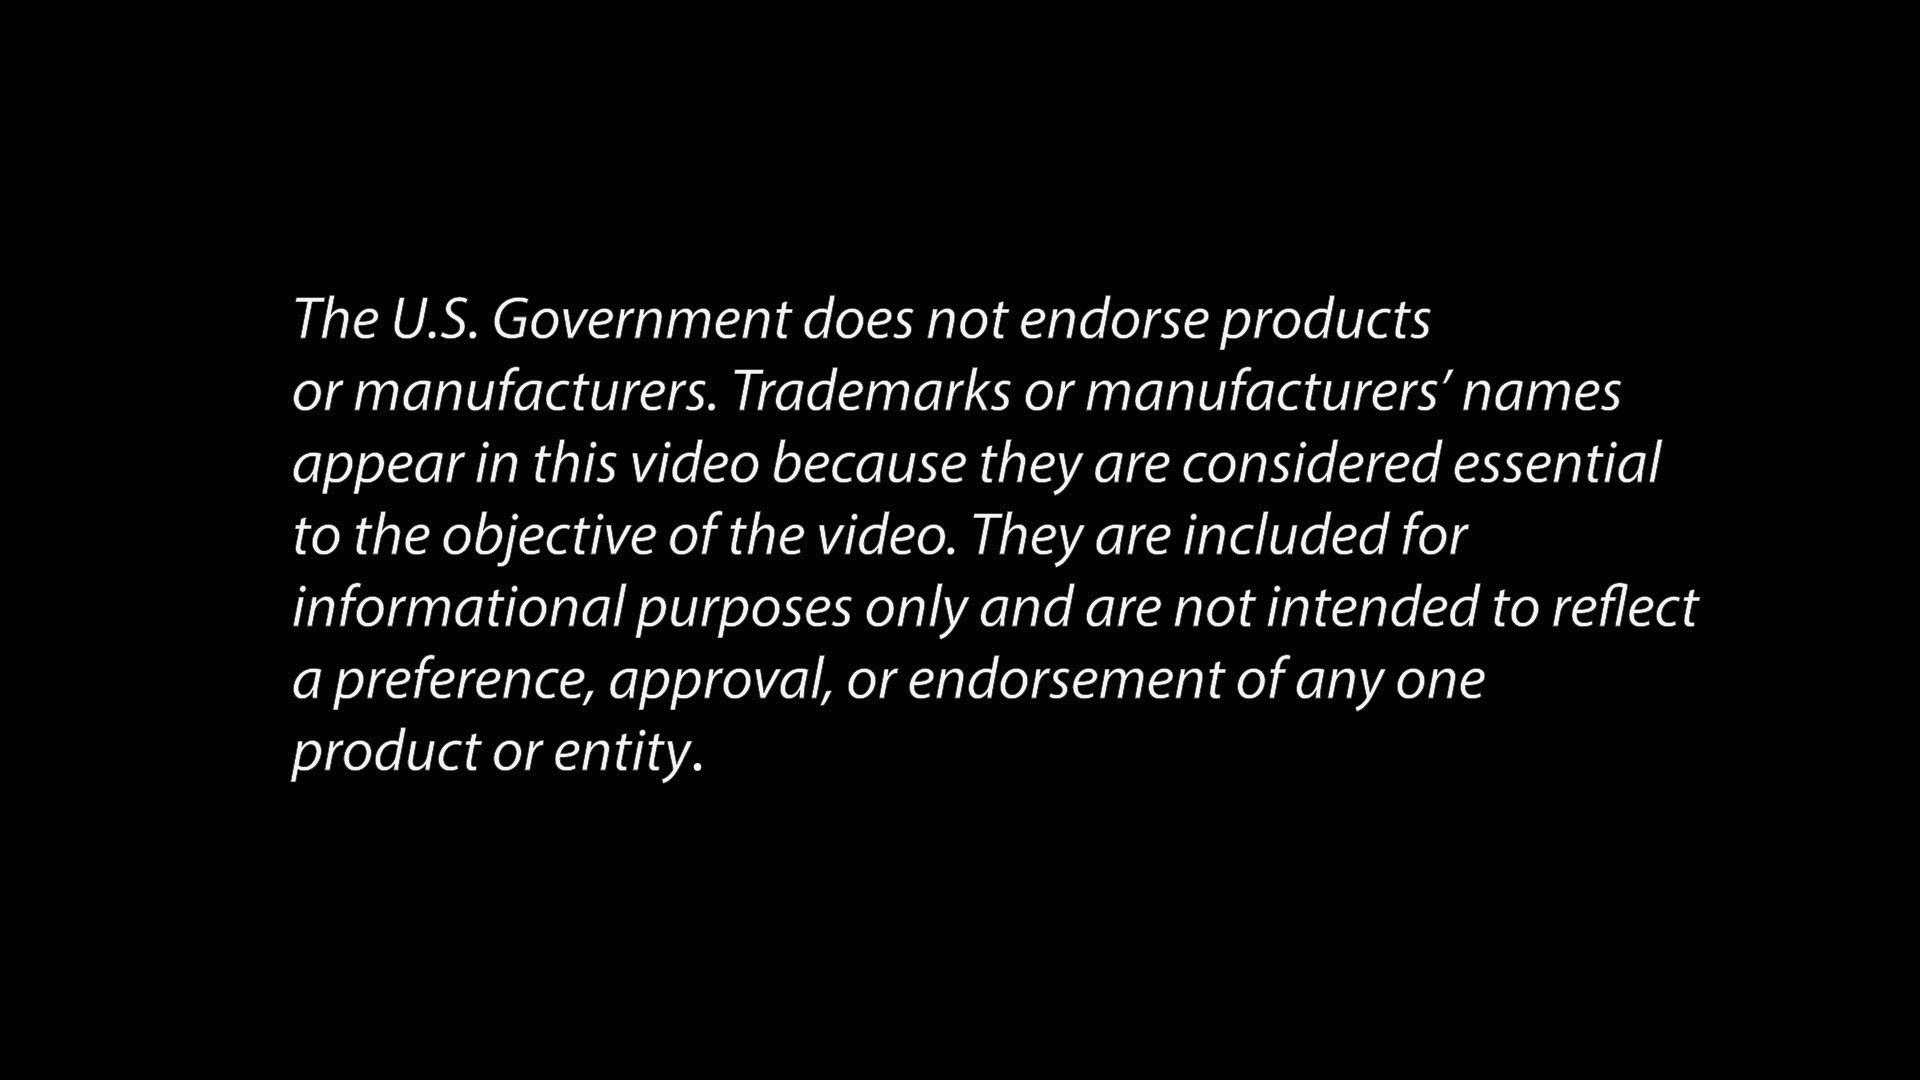 The U.S. Government does not endorse products
or manufacturers. Trademarks or manufacturers’ names
appear in this video because they are considered essential
to the objective of the video. They are included for
informational purposes only and are not intended to reflect
a preference, approval, or endorsement of any one
product or entity.